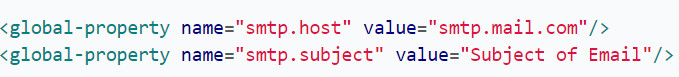 <global-property name="smtp.host" value="smtp.mail.com"/>
<global-property name="smtp.subject" value="Subject of Email"/>